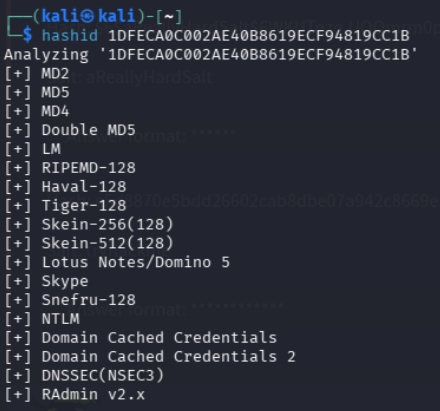 (kali㉿kali)-[~]
$ hashid 1DFECA0C002AE40B8619ECF94819CC1B
Analyzing '1DFECA0C002AE40B8619ECF94819CC1B'
[+] MD2
[+] MD5
[+] MD4
[+] Double MD5
[+] LM
[+] RIPEMD-128
[+] Haval-128
[+] Tiger-128
[+] Skein-256(128)
[+] Skein-512(128)
[+] Lotus Notes/Domino 5
[+] Skype
[+] Snefru-128
[+] NTLM
[+] Domain Cached Credentials
[+] Domain Cached Credentials 2
[+] DNSSEC(NSEC3)
[+] RAdmin v2.x